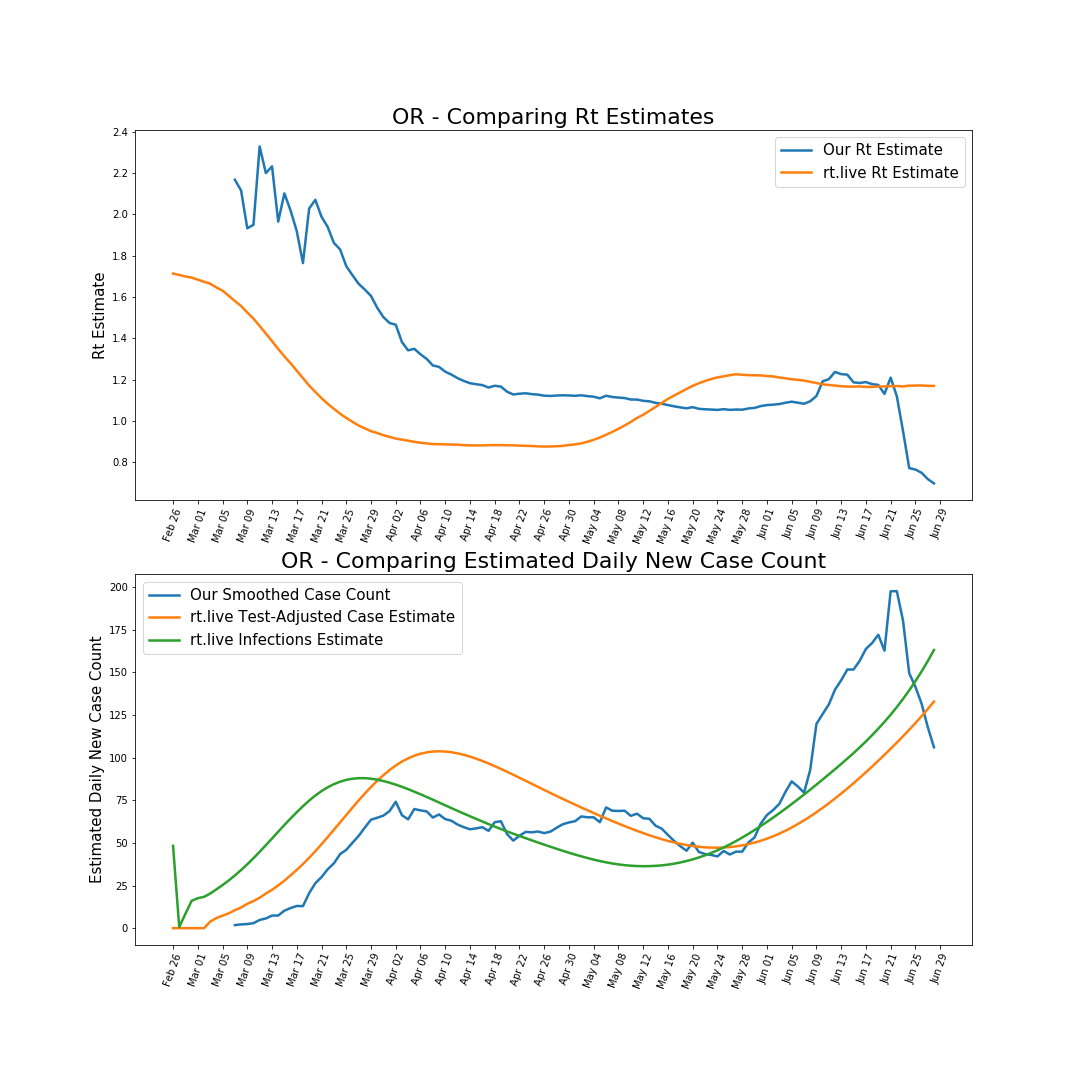 OR - Comparing Rt Estimates
Rt Estimate
2.4
2.2
2.0
1.8
1.6
1.4
1.2
1.0
0.8
Our Rt Estimate
rt.live Rt Estimate
Feb 26 Mar 01 Mar 05 Mar 09 Mar 13 Mar 17 Mar 21 Mar 25 Mar 29 Apr 02 Apr 06 Apr 10 Apr 14 Apr 18 Apr 22 Apr 26 Apr 30 May 04 May 08 May 12 May 16 May 20 May 24 May 28 Jun 01 Jun 05 Jun 09 Jun 13 Jun 17 Jun 21 Jun 25 Jun 29
OR - Comparing Estimated Daily New Case Count
Estimated Daily New Case Count
200
175
150
125
100
75
50
25
0
Our Smoothed Case Count
rt.live Test-Adjusted Case Estimate
rt.live Infections Estimate
Feb 26 Mar 01 Mar 05 Mar 09 Mar 13 Mar 17 Mar 21 Mar 25 Mar 29 Apr 02 Apr 06 Apr 10 Apr 14 Apr 18 Apr 22 Apr 26 Apr 30 May 04 May 08 May 12 May 16 May 20 May 24 May 28 Jun 01 Jun 05 Jun 09 Jun 13 Jun 17 Jun 21 Jun 25 Jun 29